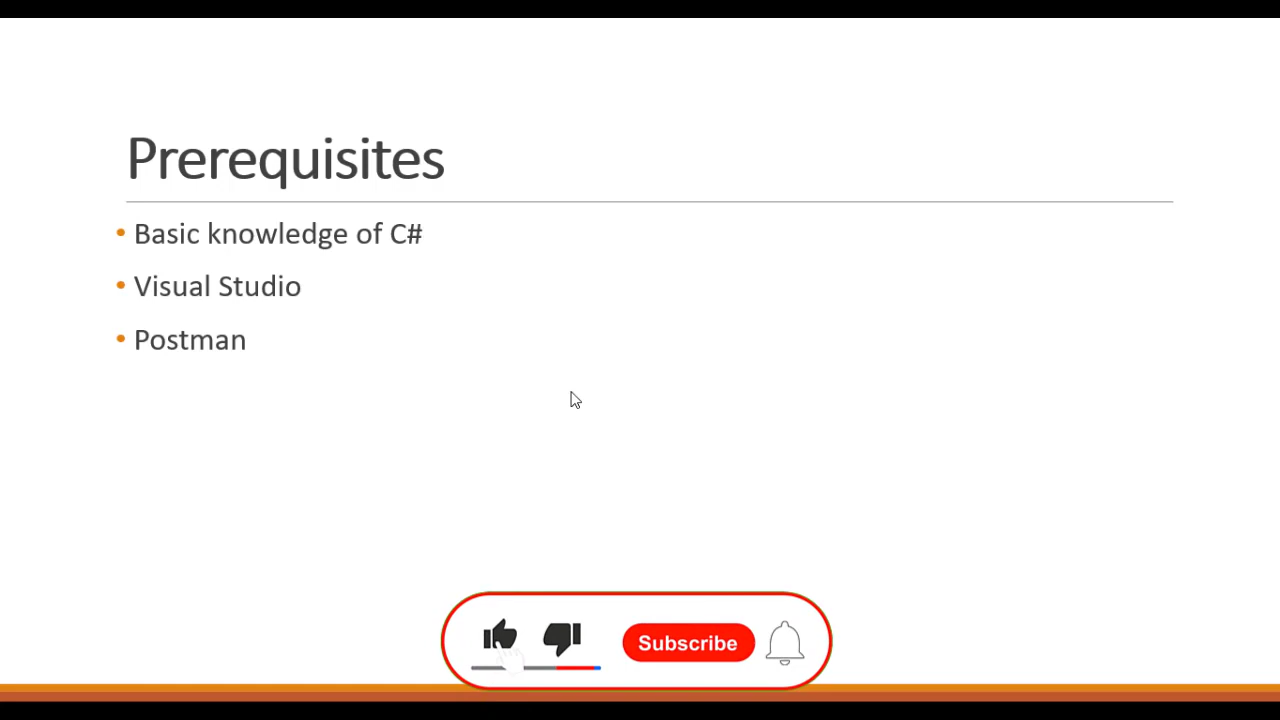 Prerequisites
• Basic knowledge of C#
• Visual Studio
• Postman
Subscribe